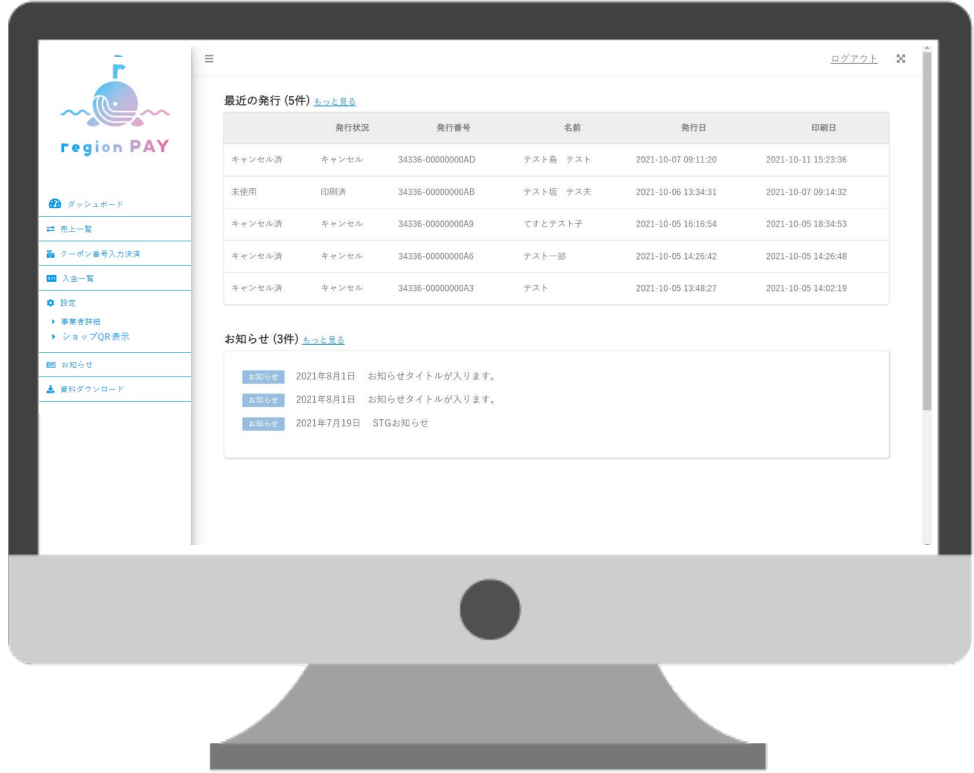 ログアウト
region PAY
ダッシュボード
売上一覧
クーポン番号入力決済
入金一覧
設定
事業者詳細
ショップQR表示
お知らせ
資料ダウンロード
最近の発行 (5件) もっと見る
発行状況 発行番号 名前 発行日 印刷日
キャンセル済 キャンセル 34336-00000000AD テスト島 テスト 2021-10-07 09:11:20 2021-10-11 15:23:36
未使用 印刷済 34336-00000000AB テスト坂 テス夫 2021-10-06 13:34:31 2021-10-07 09:14:32
キャンセル済 キャンセル 34336-00000000A9 てすとテスト子 2021-10-05 16:16:54 2021-10-05 18:34:53
キャンセル済 キャンセル 34336-00000000A6 テスト一郎 2021-10-05 14:26:42 2021-10-05 14:26:48
キャンセル済 キャンセル 34336-00000000A3 テスト 2021-10-05 13:48:27 2021-10-05 14:02:19
お知らせ (3件) もっと見る
お知らせ 2021年8月1日 お知らせタイトルが入ります。
お知らせ 2021年8月1日 お知らせタイトルが入ります。
お知らせ 2021年7月19日 STGお知らせ